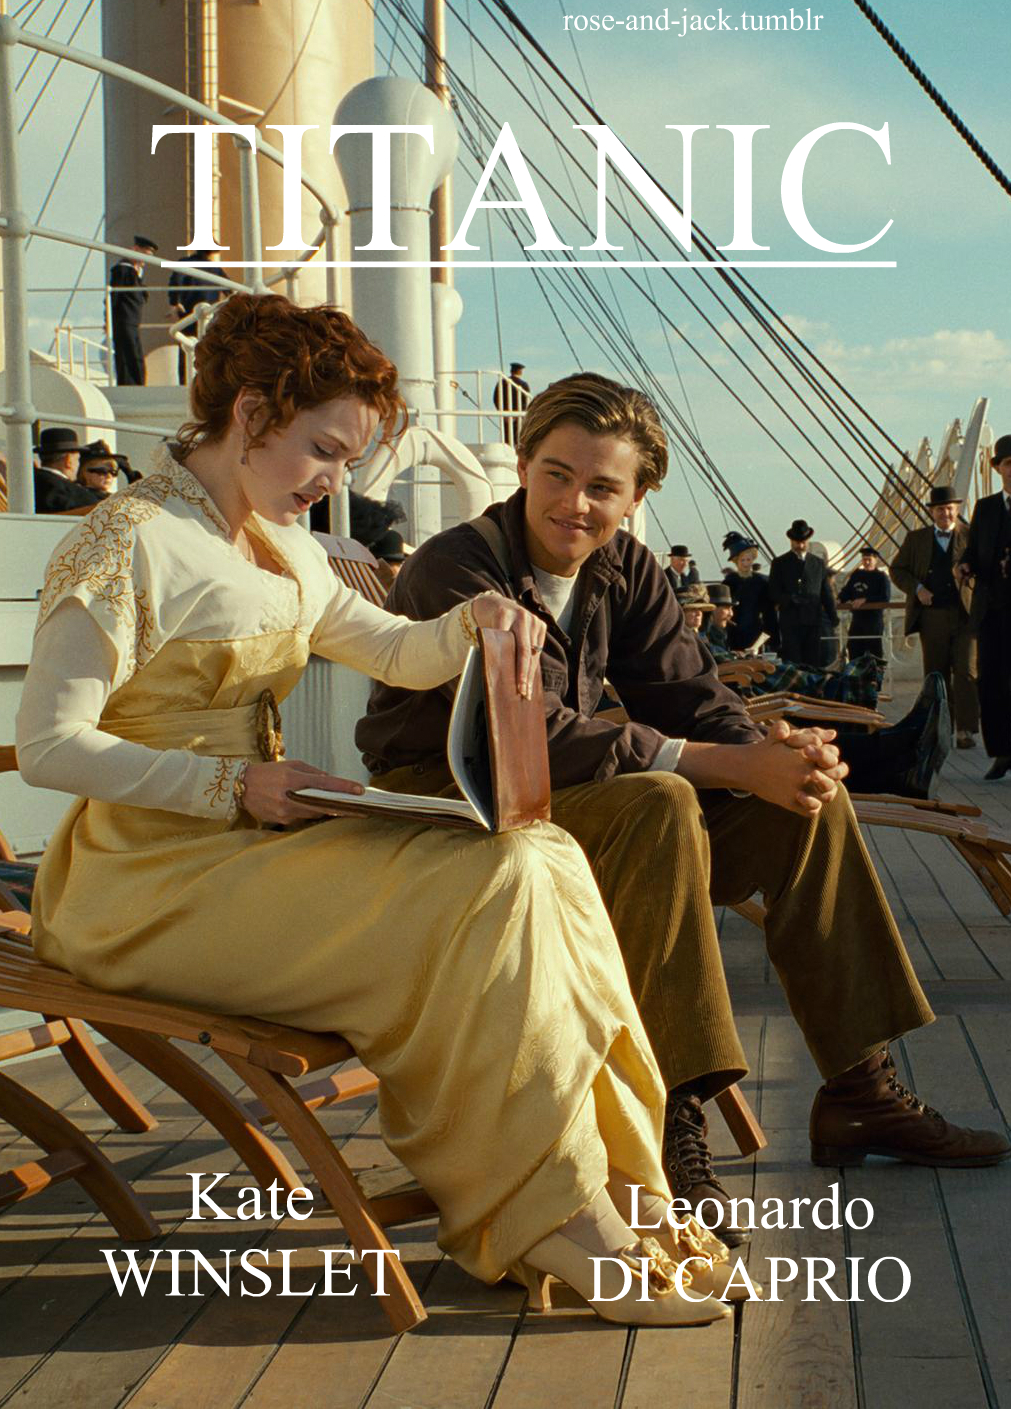 rose-and-jack.tumblr
TITANIC
Kate
WINSLET
Leonardo
DI CAPRIO